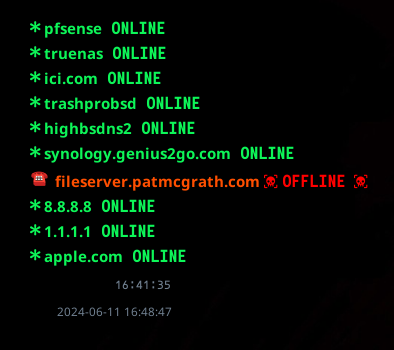 * pfsense ONLINE
* truenas ONLINE
* ici.com ONLINE
* trashprobsd ONLINE
* highbsdns2 ONLINE
* synology.genius2go.com ONLINE
☎ fileserver.patmcgrath.com ☠ OFFLINE ☠
* 8.8.8.8 ONLINE
* 1.1.1.1 ONLINE
* apple.com ONLINE
16:41:35
2024-06-11 16:48:47